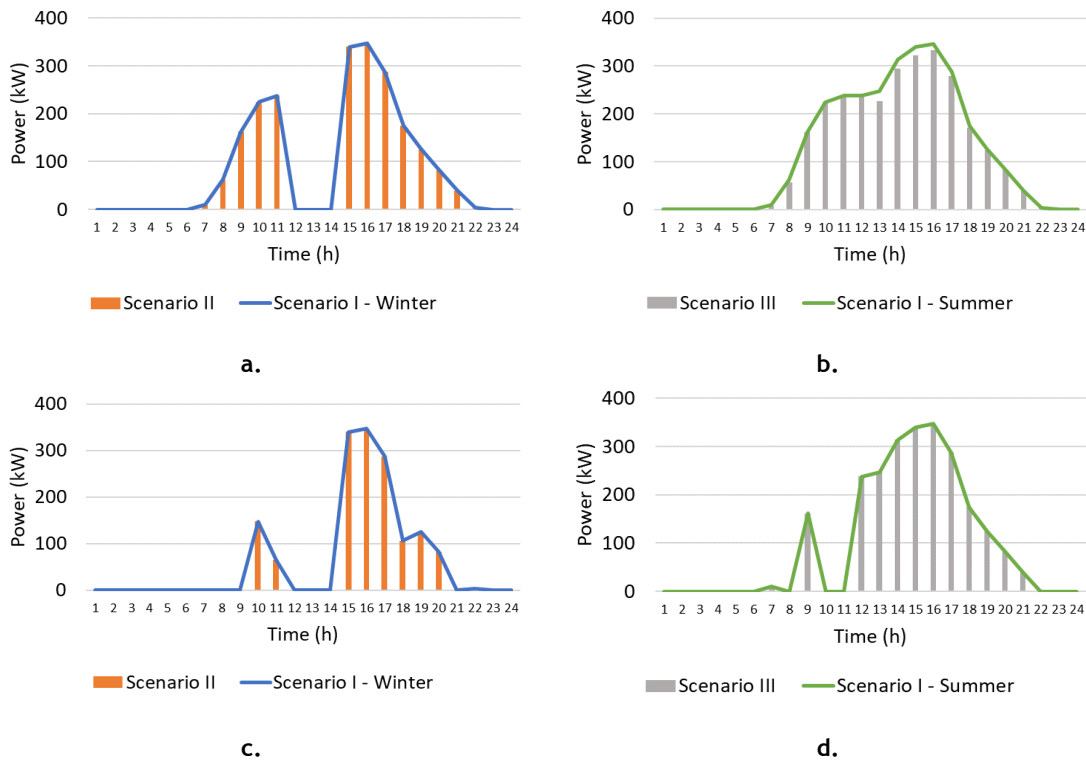 400
300
200
100
0
Power (kW)
1 2 3 4 5 6 7 8 9 10 11 12 13 14 15 16 17 18 19 20 21 22 23 24
Time (h)
Scenario II Scenario I - Winter
a.
400
300
200
100
0
Power (kW)
1 2 3 4 5 6 7 8 9 10 11 12 13 14 15 16 17 18 19 20 21 22 23 24
Time (h)
Scenario III Scenario I - Summer
b.
400
300
200
100
0
Power (kW)
1 2 3 4 5 6 7 8 9 10 11 12 13 14 15 16 17 18 19 20 21 22 23 24
Time (h)
Scenario II Scenario I - Winter
c.
400
300
200
100
0
Power (kW)
1 2 3 4 5 6 7 8 9 10 11 12 13 14 15 16 17 18 19 20 21 22 23 24
Time (h)
Scenario III Scenario I - Summer
d.